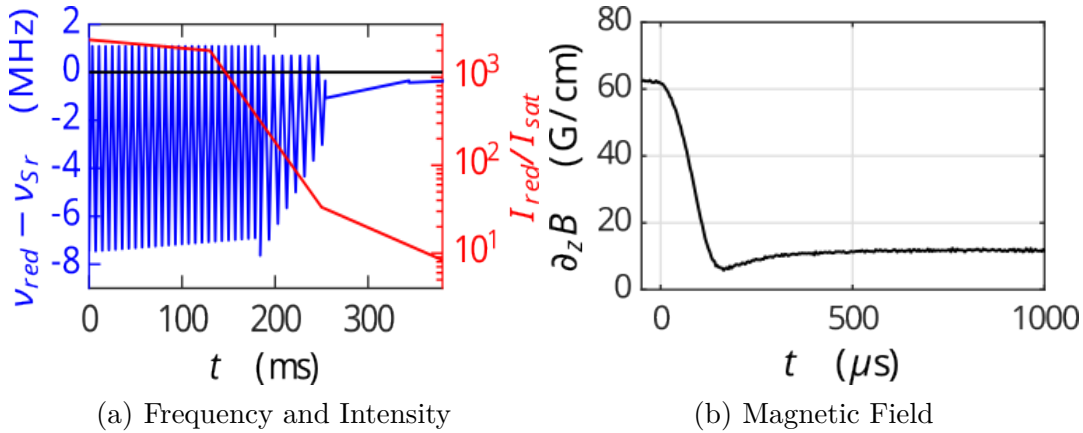 2
0
-2
-4
-6
-8
ν_red − ν_Sr (MHz)
10^3
10^2
10^1
I_red/I_sat
0 100 200 300
t (ms)
(a) Frequency and Intensity
80
60
40
20
0
∂_zB (G/cm)
0 500 1000
t (μs)
(b) Magnetic Field